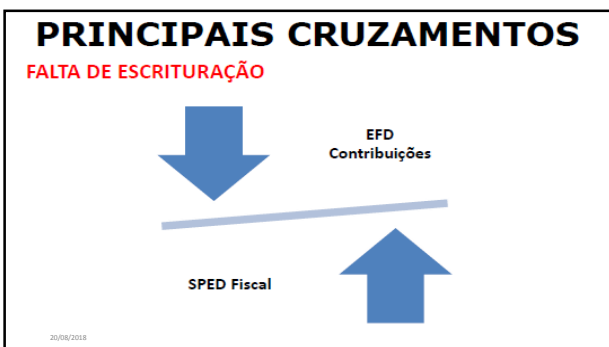 PRINCIPAIS CRUZAMENTOS
FALTA DE ESCRITURAÇÃO
EFD
Contribuições
SPED Fiscal
20/08/2018